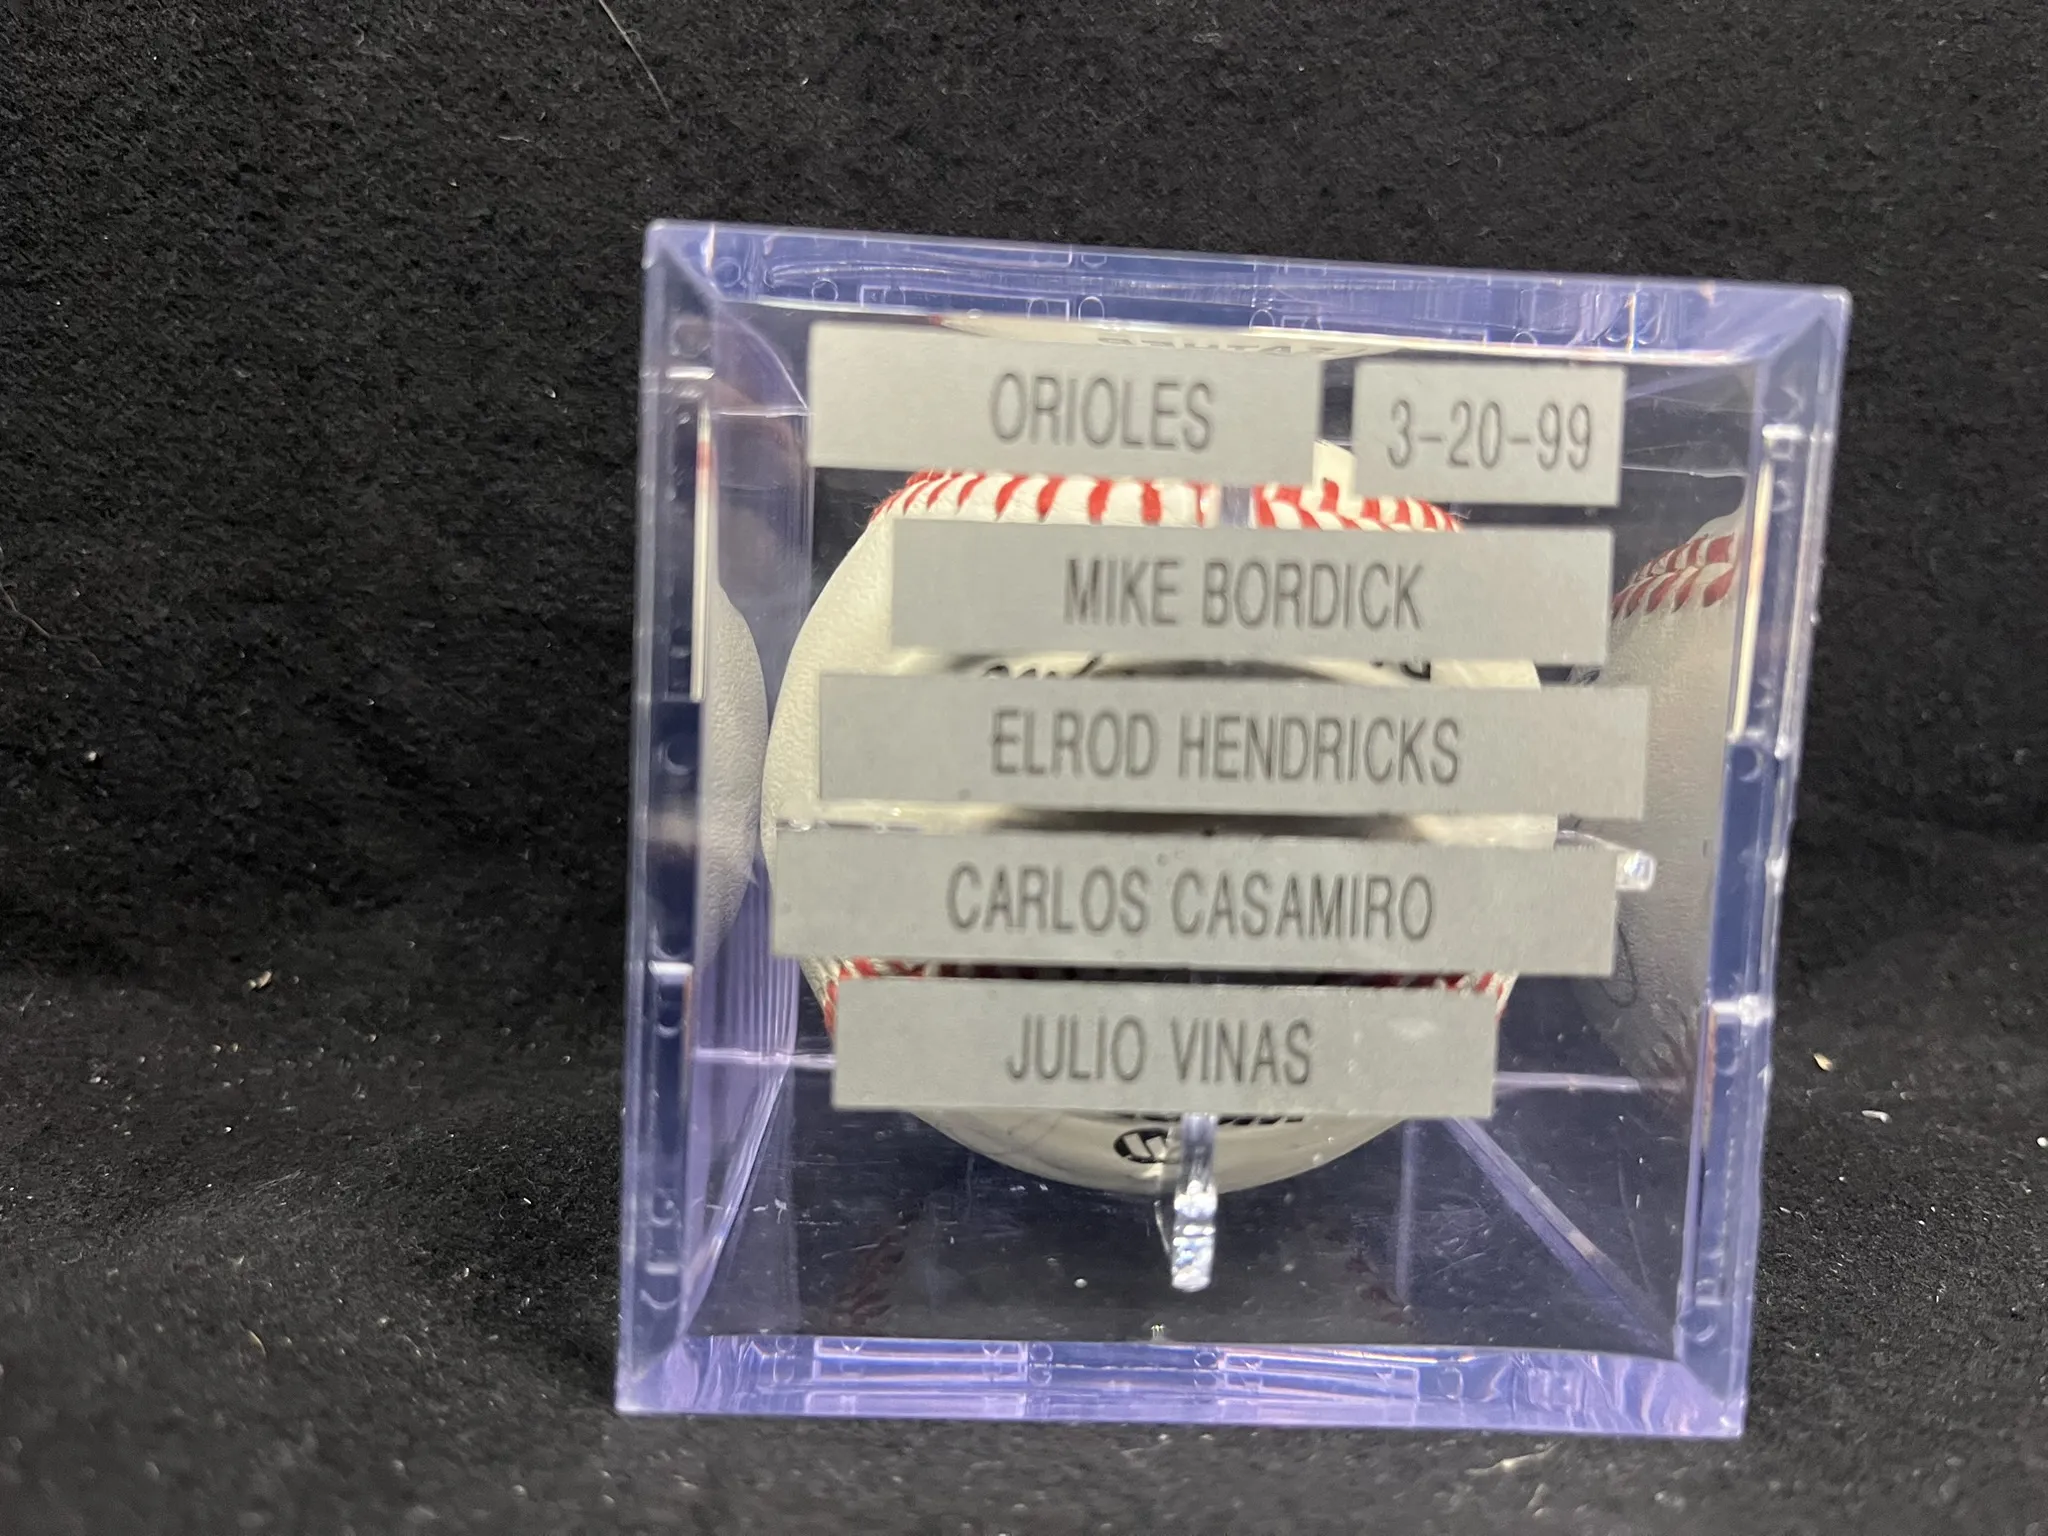 ORIOLES 3-20-99
MIKE BORDICK
ELROD HENDRICKS
CARLOS CASAMIRO
JULIO VINAS